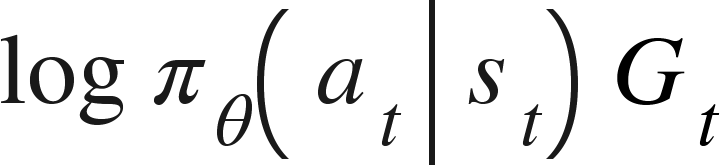 log π_θ( a_t | s_t) G_t